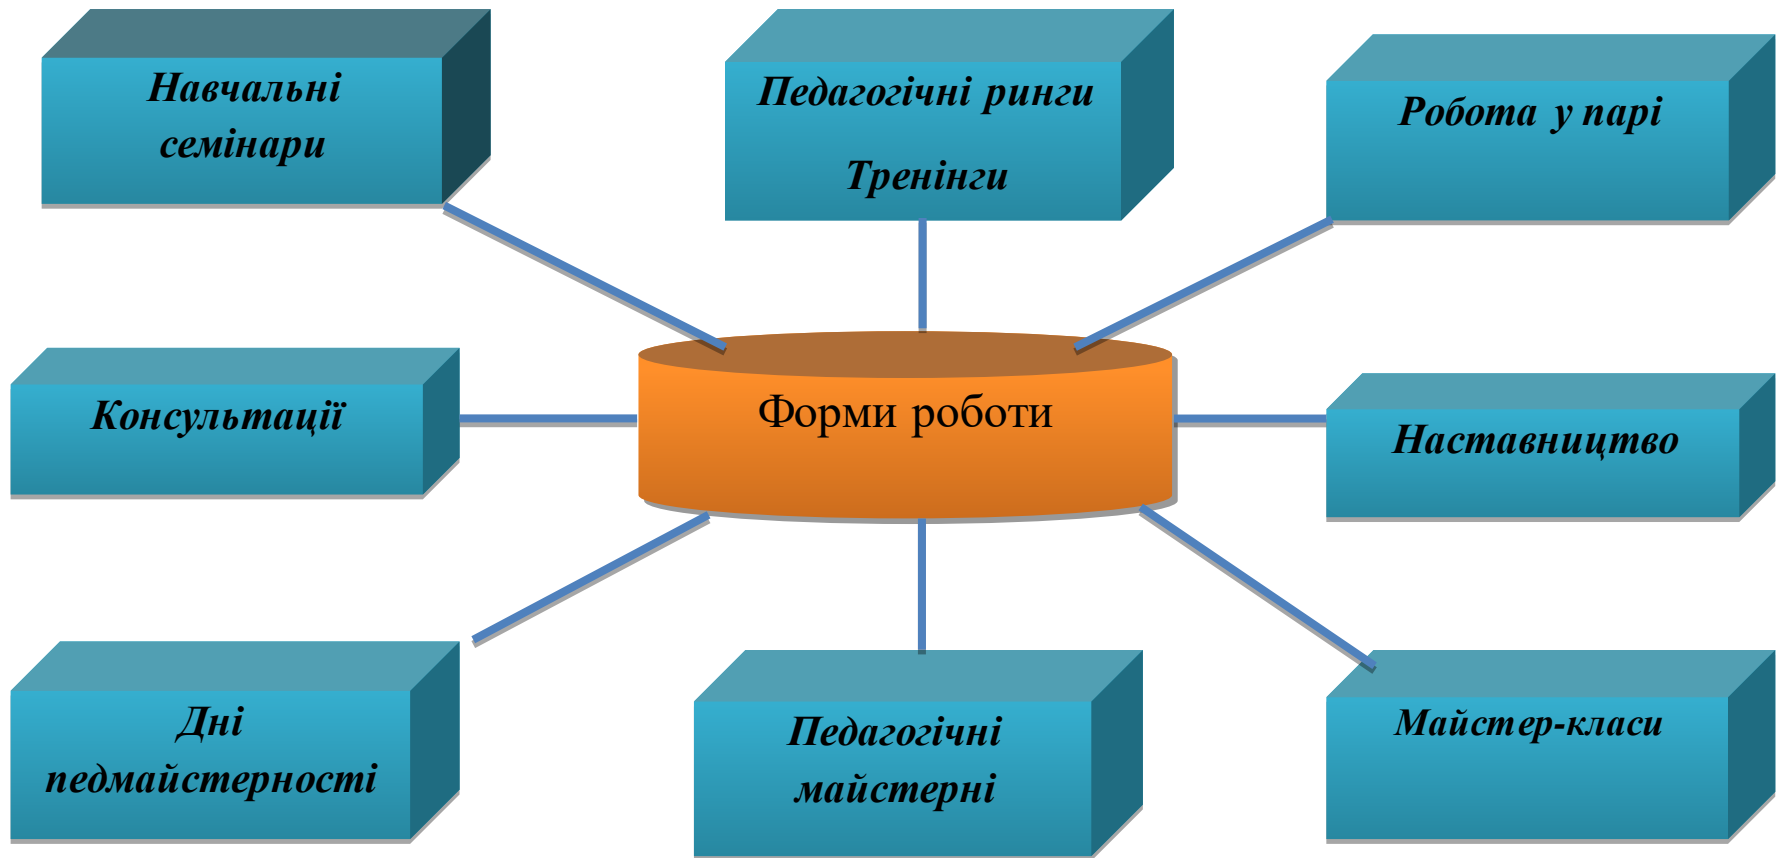 Навчальні
семінари
Педагогічні ринги
Тренінги
Робота у парі
Консультації
Форми роботи
Наставництво
Дні
педмайстерності
Педагогічні
майстерні
Майстер-класи